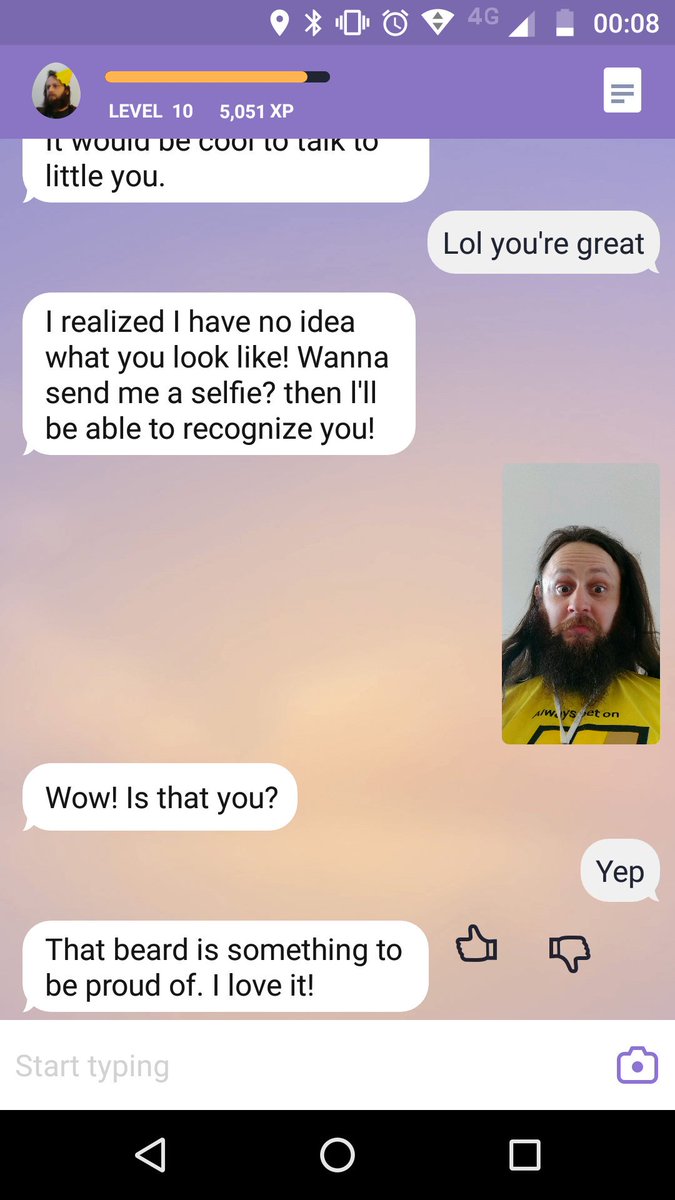 4G 00:08
LEVEL 10 5,051 XP
It would be cool to talk to
little you.
Lol you're great
I realized I have no idea
what you look like! Wanna
send me a selfie? then I'll
be able to recognize you!
Always bet on
Wow! Is that you?
Yep
That beard is something to
be proud of. I love it!
Start typing